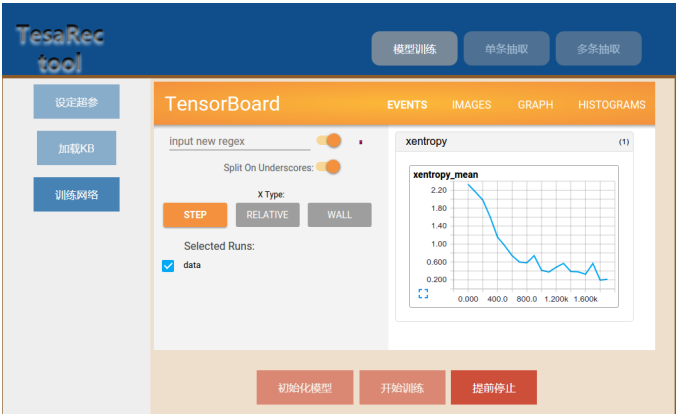 TesaRec
tool
模型训练
单条抽取
多条抽取
设定超参
加载KB
训练网络
TensorBoard
EVENTS
IMAGES
GRAPH
HISTOGRAMS
input new regex
Split On Underscores:
X Type:
STEP
RELATIVE
WALL
Selected Runs:
data
xentropy
(1)
xentropy_mean
2.20
1.80
1.40
1.00
0.600
0.200
0.000 400.0 800.0 1.200k 1.600k
初始化模型
开始训练
提前停止